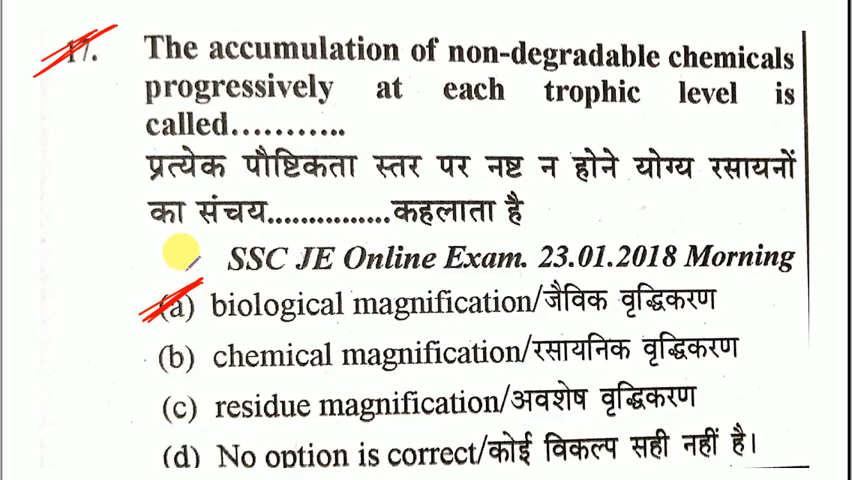 17. The accumulation of non-degradable chemicals
progressively at each trophic level is
called...........
प्रत्येक पौष्टिकता स्तर पर नष्ट न होने योग्य रसायनों
का संचय................कहलाता है
SSC JE Online Exam. 23.01.2018 Morning
(a) biological magnification/जैविक वृद्धिकरण
(b) chemical magnification/रसायनिक वृद्धिकरण
(c) residue magnification/अवशेष वृद्धिकरण
(d) No option is correct/कोई विकल्प सही नहीं है।